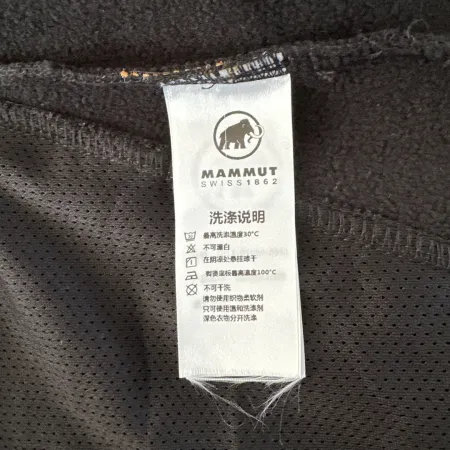 MAMMUT
SWISS 1862
洗涤说明
最高洗涤温度30°C
不可漂白
在阴凉处悬挂晾干
熨烫底板最高温度100°C
不可干洗
请勿使用织物柔软剂
只可使用温和洗涤剂
深色衣物分开洗涤